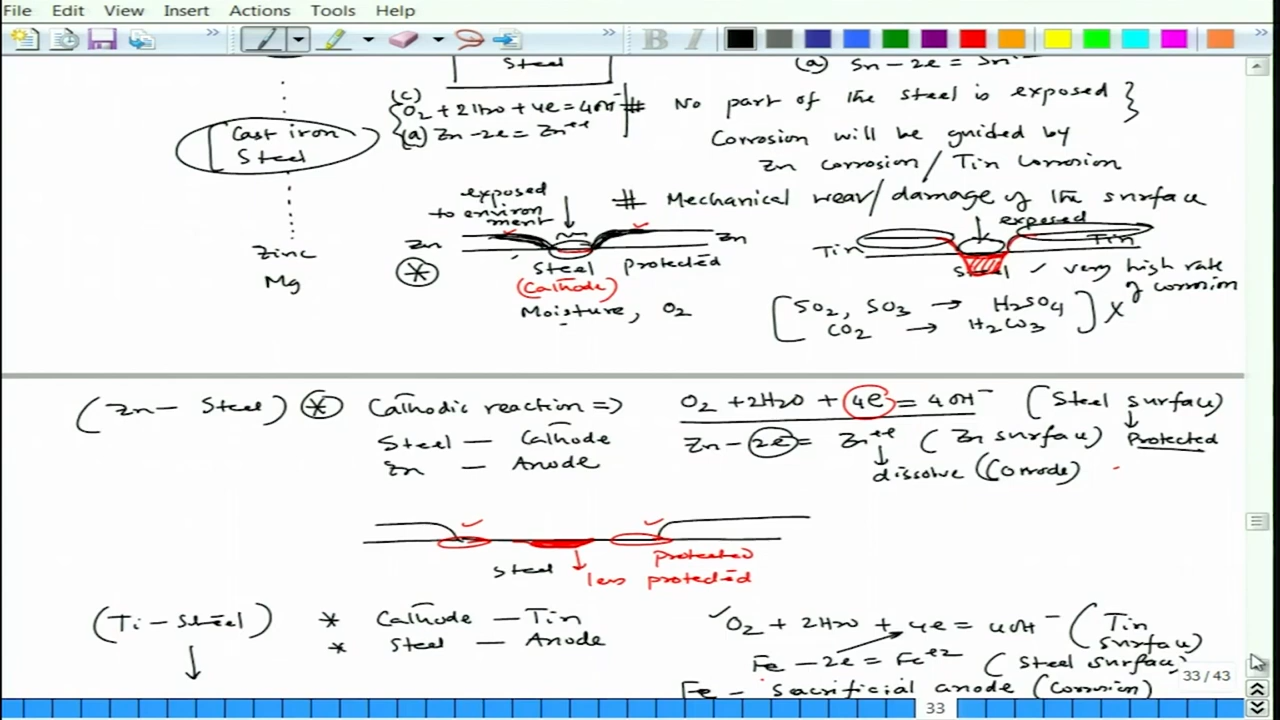 File Edit View Insert Actions Tools Help
B I
Steel
(a) Sn - 2e = Sn++
(c)
O2 + 2H2O + 4e = 4OH-
(a) Zn - 2e = Zn++
# No part of the steel is exposed }
Corrosion will be guided by
Zn corrosion / Tin Corrosion
Cast iron
Steel
Zinc
Mg
# Mechanical wear / damage of the surface
exposed
to environ
ment
Zn
Zn
Steel protected
(Cathode)
Moisture, O2
exposed
Tin
Tin
Steel ✓ very high rate
of corrosion
[SO2, SO3 → H2SO4
CO2 → H2CO3] X
(Zn - Steel) * Cathodic reaction => O2 + 2H2O + 4e = 4OH- (Steel surface)
Steel - Cathode Zn - 2e = Zn++ (Zn surface) Protected
Zn - Anode dissolve (Corrode)
protected
Steel less protected
(Ti - Steel) * Cathode - Tin ✓O2 + 2H2O + 4e = 4OH- (Tin
surface)
* Steel - Anode Fe - 2e = Fe+2 (Steel surface)
Fe - Sacrificial anode (Corrosion)
33 / 43
33